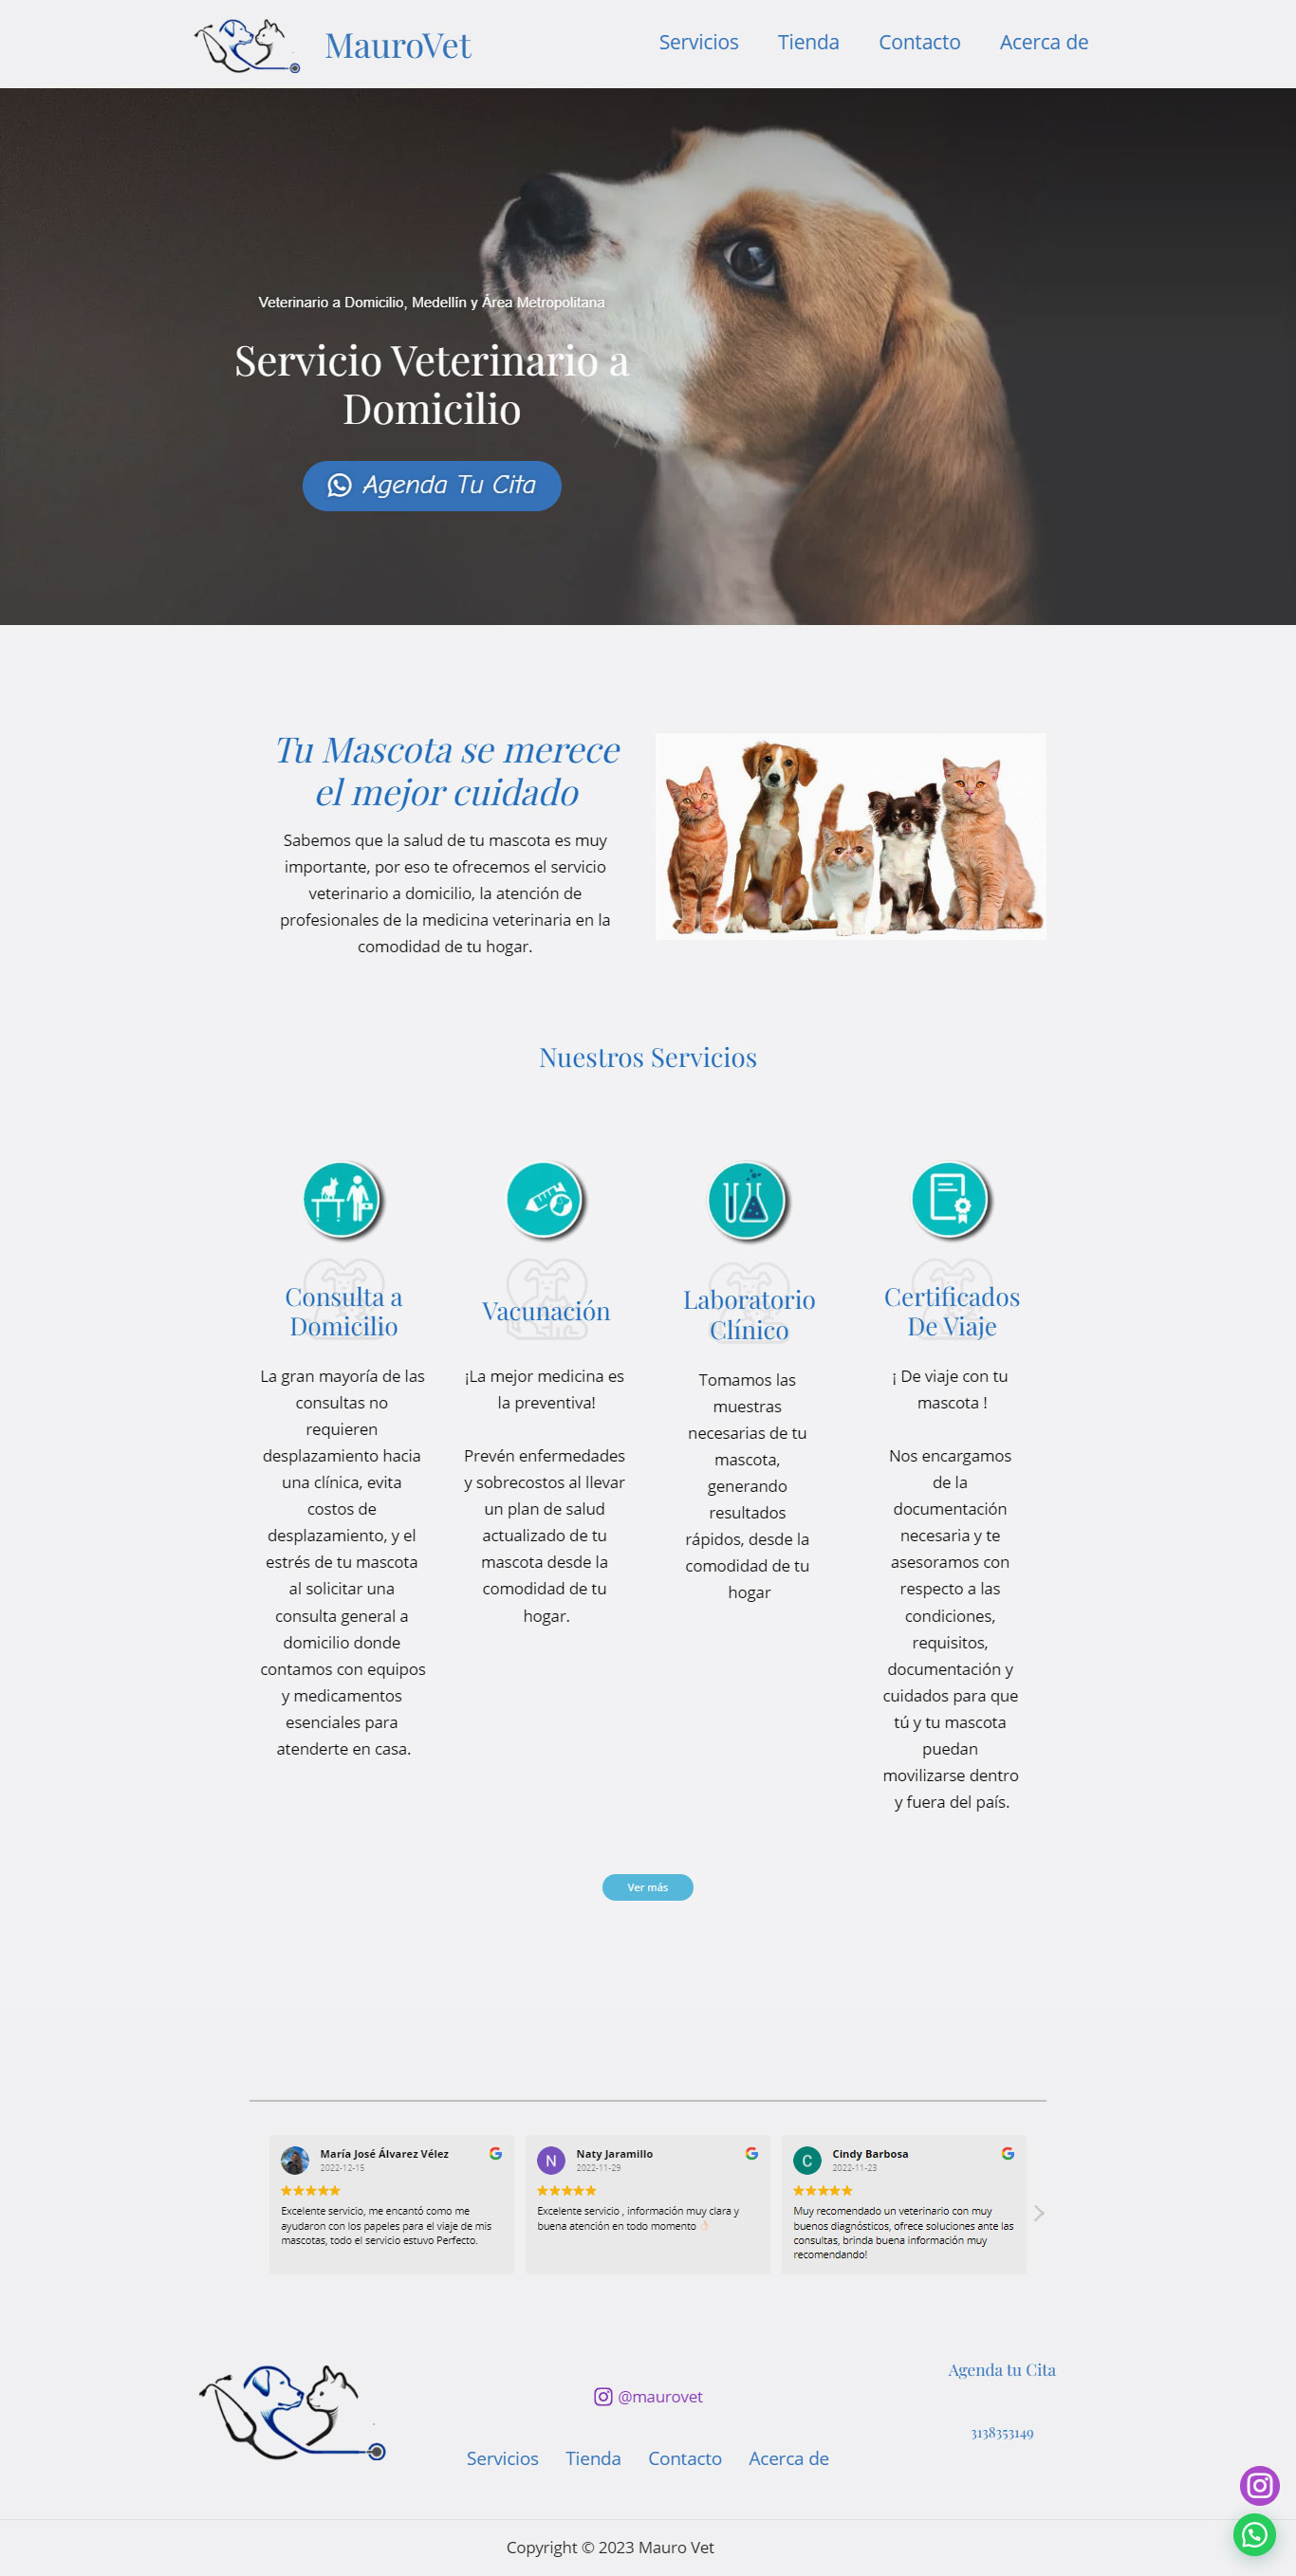 MauroVet
Servicios Tienda Contacto Acerca de
Veterinario a Domicilio, Medellín y Área Metropolitana
Servicio Veterinario a
Domicilio
Agenda Tu Cita
Tu Mascota se merece
el mejor cuidado
Sabemos que la salud de tu mascota es muy
importante, por eso te ofrecemos el servicio
veterinario a domicilio, la atención de
profesionales de la medicina veterinaria en la
comodidad de tu hogar.
Nuestros Servicios
Consulta a
Domicilio
La gran mayoría de las
consultas no
requieren
desplazamiento hacia
una clínica, evita
costos de
desplazamiento, y el
estrés de tu mascota
al solicitar una
consulta general a
domicilio donde
contamos con equipos
y medicamentos
esenciales para
atenderte en casa.
Vacunación
¡La mejor medicina es
la preventiva!
Prevén enfermedades
y sobrecostos al llevar
un plan de salud
actualizado de tu
mascota desde la
comodidad de tu
hogar.
Laboratorio
Clínico
Tomamos las
muestras
necesarias de tu
mascota,
generando
resultados
rápidos, desde la
comodidad de tu
hogar
Certificados
De Viaje
¡ De viaje con tu
mascota !
Nos encargamos
de la
documentación
necesaria y te
asesoramos con
respecto a las
condiciones,
requisitos,
documentación y
cuidados para que
tú y tu mascota
puedan
movilizarse dentro
y fuera del país.
Ver más
María José Álvarez Vélez
2022-12-15
Excelente servicio, me encantó como me
ayudaron con los papeles para el viaje de mis
mascotas, todo el servicio estuvo Perfecto.
N
Naty Jaramillo
2022-11-29
Excelente servicio , información muy clara y
buena atención en todo momento 👌🏻
C
Cindy Barbosa
2022-11-23
Muy recomendado un veterinario con muy
buenos diagnósticos, ofrece soluciones ante las
consultas, brinda buena información muy
recomendando!
@maurovet
Servicios Tienda Contacto Acerca de
Agenda tu Cita
3138353149
Copyright © 2023 Mauro Vet